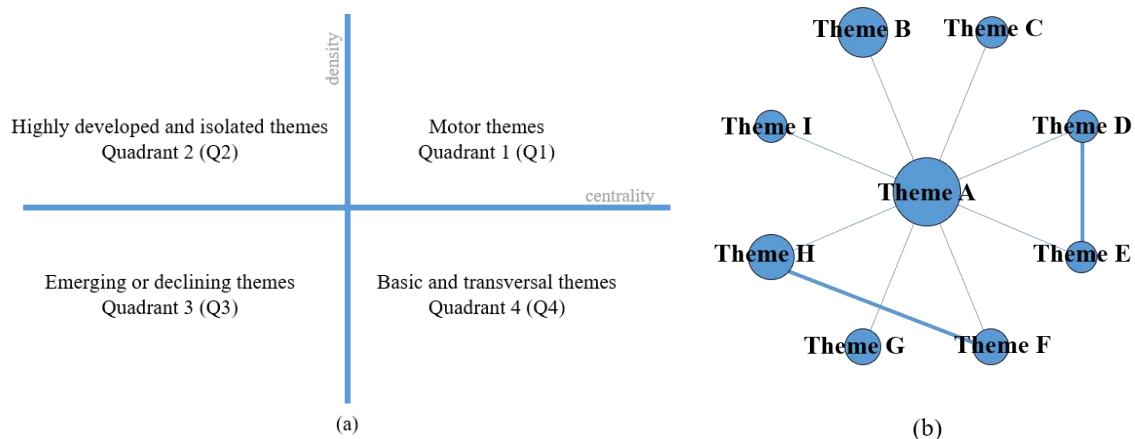 density
Highly developed and isolated themes
Quadrant 2 (Q2)
Motor themes
Quadrant 1 (Q1)
centrality
Emerging or declining themes
Quadrant 3 (Q3)
Basic and transversal themes
Quadrant 4 (Q4)
(a)
Theme B
Theme C
Theme I
Theme D
Theme A
Theme H
Theme E
Theme G
Theme F
(b)